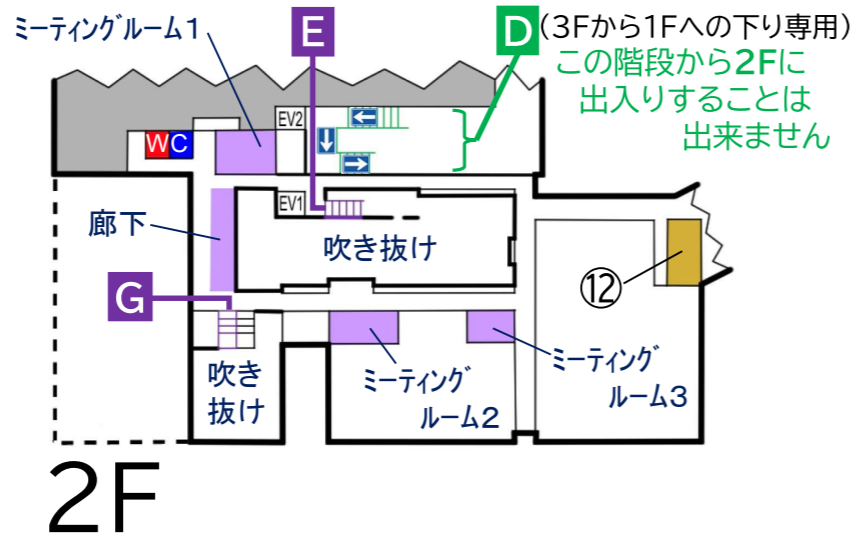 ミーティングルーム1
E
D
(3Fから1Fへの下り専用)
この階段から2Fに
出入りすることは
出来ません
EV2
WC
EV1
廊下
吹き抜け
⑫
G
吹き
抜け
ミーティング
ルーム2
ミーティング
ルーム3
2F